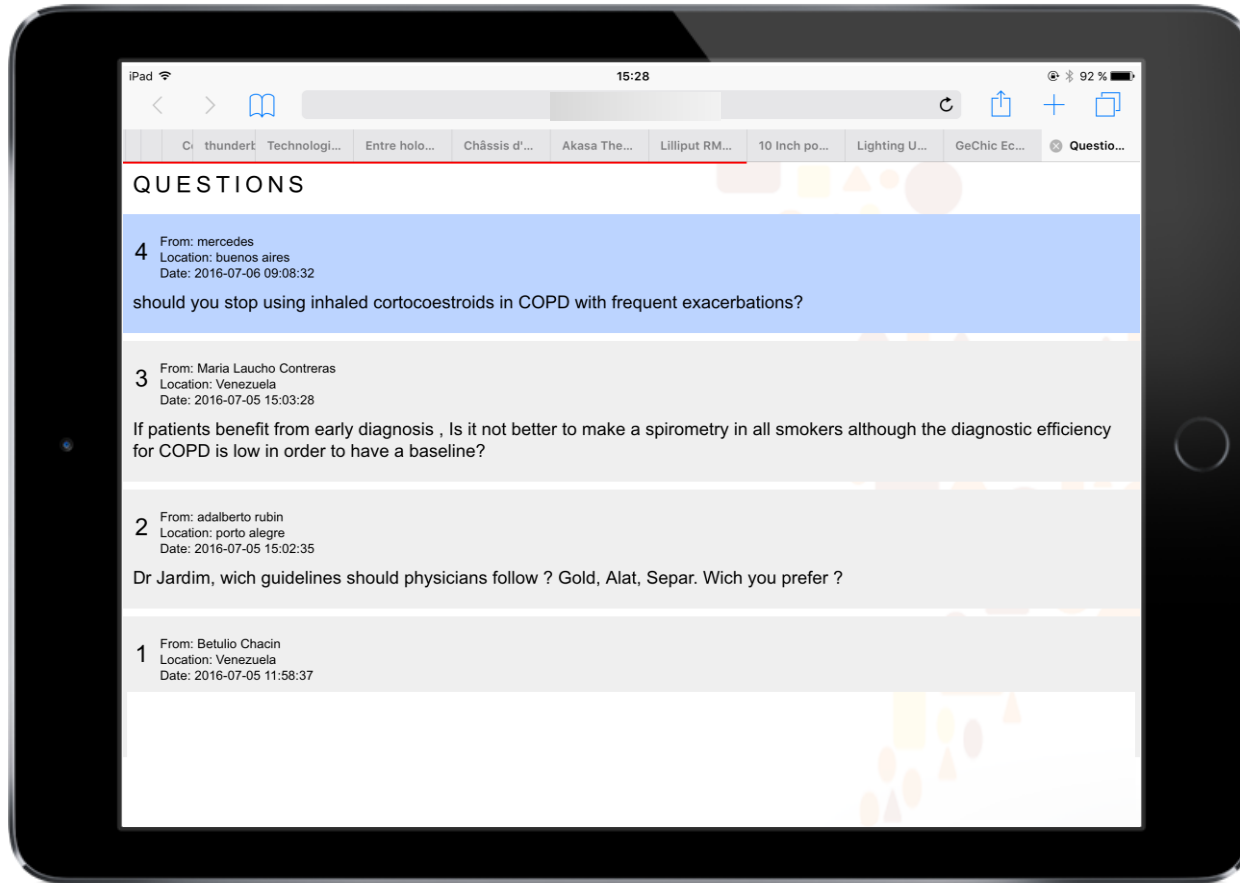 iPad 15:28 92 %
thunderb Technologi... Entre holo... Châssis d'... Akasa The... Lilliput RM... 10 Inch po... Lighting U... GeChic Ec... Questio...
QUESTIONS
4
From: mercedes
Location: buenos aires
Date: 2016-07-06 09:08:32
should you stop using inhaled cortocoestroids in COPD with frequent exacerbations?
3
From: Maria Laucho Contreras
Location: Venezuela
Date: 2016-07-05 15:03:28
If patients benefit from early diagnosis , Is it not better to make a spirometry in all smokers although the diagnostic efficiency
for COPD is low in order to have a baseline?
2
From: adalberto rubin
Location: porto alegre
Date: 2016-07-05 15:02:35
Dr Jardim, wich guidelines should physicians follow ? Gold, Alat, Separ. Wich you prefer ?
1
From: Betulio Chacin
Location: Venezuela
Date: 2016-07-05 11:58:37